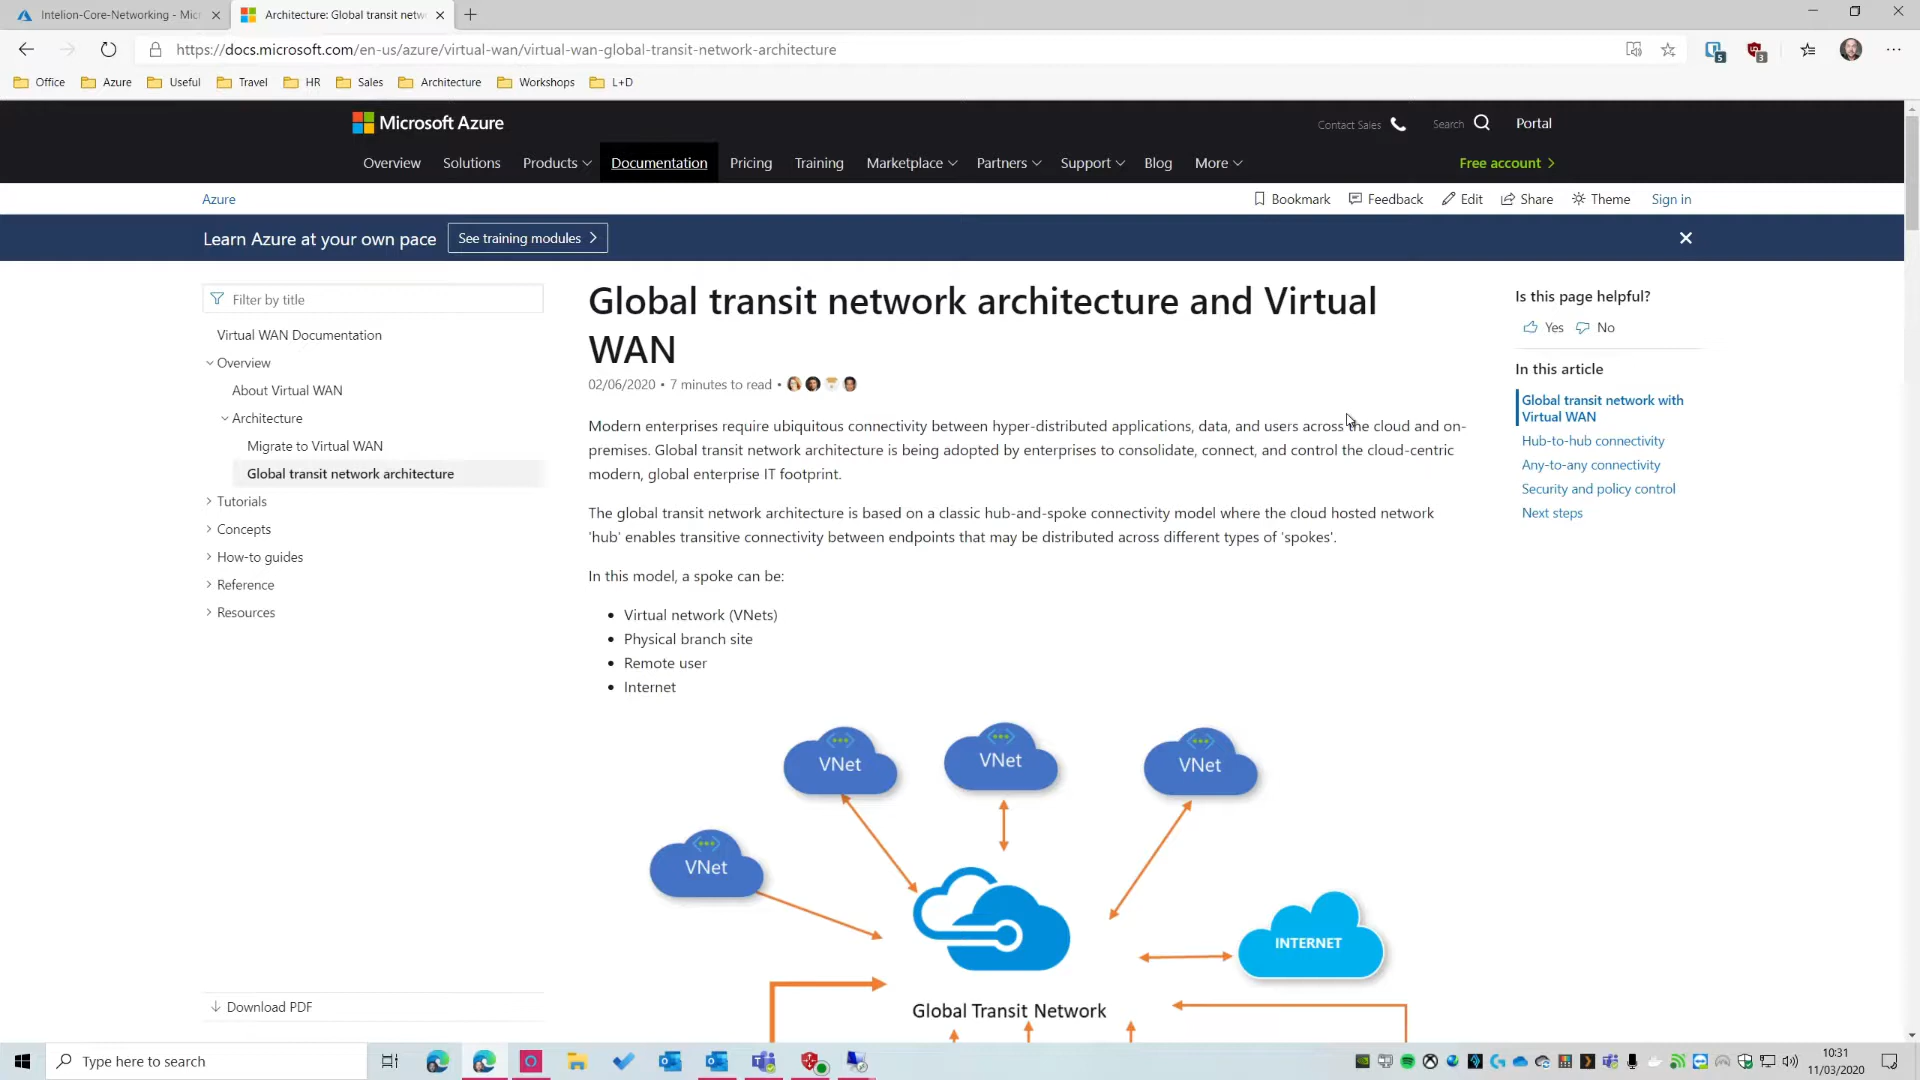 Intelion-Core-Networking - Micr
Architecture: Global transit netw
https://docs.microsoft.com/en-us/azure/virtual-wan/virtual-wan-global-transit-network-architecture
5
3
Office
Azure
Useful
Travel
HR
Sales
Architecture
Workshops
L+D
Microsoft Azure
Contact Sales
Search
Portal
Overview
Solutions
Products
Documentation
Pricing
Training
Marketplace
Partners
Support
Blog
More
Free account
Azure
Bookmark
Feedback
Edit
Share
Theme
Sign in
Learn Azure at your own pace
See training modules
Filter by title
Virtual WAN Documentation
Overview
About Virtual WAN
Architecture
Migrate to Virtual WAN
Global transit network architecture
Tutorials
Concepts
How-to guides
Reference
Resources
Download PDF
Global transit network architecture and Virtual
WAN
02/06/2020 • 7 minutes to read •
Modern enterprises require ubiquitous connectivity between hyper-distributed applications, data, and users across the cloud and on-
premises. Global transit network architecture is being adopted by enterprises to consolidate, connect, and control the cloud-centric
modern, global enterprise IT footprint.
The global transit network architecture is based on a classic hub-and-spoke connectivity model where the cloud hosted network
'hub' enables transitive connectivity between endpoints that may be distributed across different types of 'spokes'.
In this model, a spoke can be:
• Virtual network (VNets)
• Physical branch site
• Remote user
• Internet
VNet
VNet
VNet
VNet
INTERNET
Global Transit Network
Is this page helpful?
Yes
No
In this article
Global transit network with
Virtual WAN
Hub-to-hub connectivity
Any-to-any connectivity
Security and policy control
Next steps
Type here to search
10:31
11/03/2020